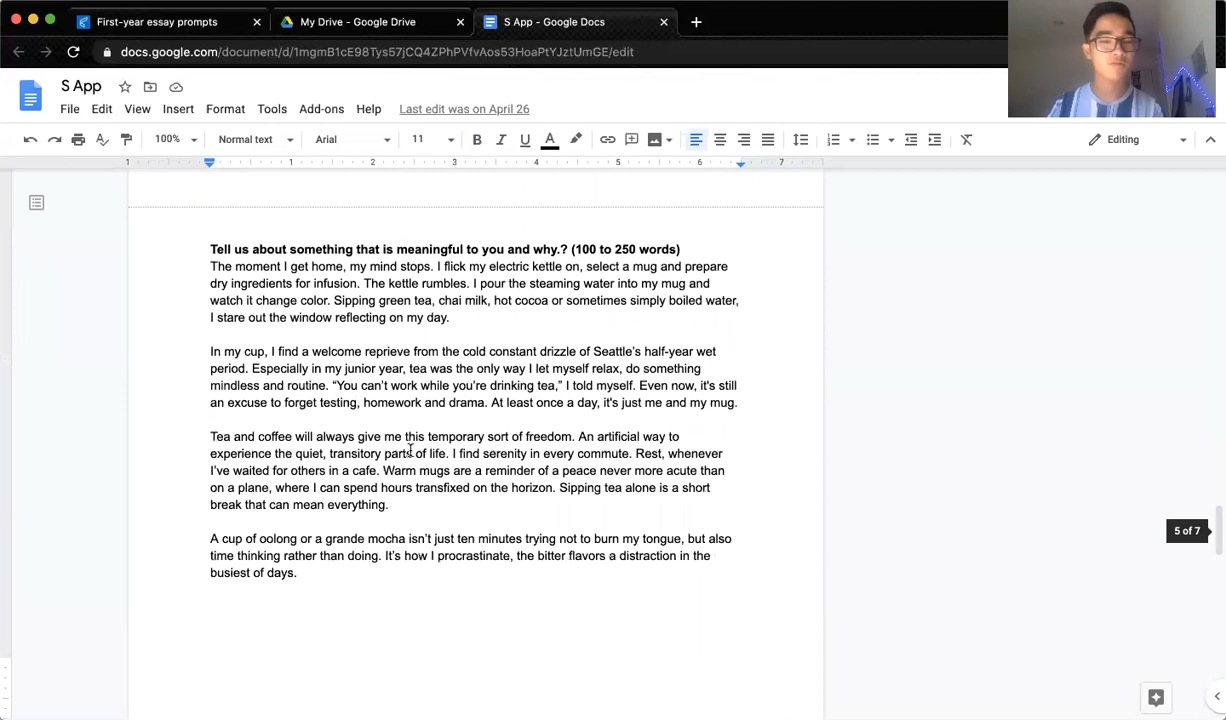 First-year essay prompts
My Drive - Google Drive
S App - Google Docs
docs.google.com/document/d/1mgmB1cE98Tys57jCQ4ZPhPVfvAos53HoaPtYJztUmGE/edit
S App
File Edit View Insert Format Tools Add-ons Help Last edit was on April 26
100% Normal text Arial 11 B I U A Editing
1 1 2 3 4 5 6 7
Tell us about something that is meaningful to you and why.? (100 to 250 words)
The moment I get home, my mind stops. I flick my electric kettle on, select a mug and prepare
dry ingredients for infusion. The kettle rumbles. I pour the steaming water into my mug and
watch it change color. Sipping green tea, chai milk, hot cocoa or sometimes simply boiled water,
I stare out the window reflecting on my day.
In my cup, I find a welcome reprieve from the cold constant drizzle of Seattle's half-year wet
period. Especially in my junior year, tea was the only way I let myself relax, do something
mindless and routine. “You can't work while you're drinking tea,” I told myself. Even now, it's still
an excuse to forget testing, homework and drama. At least once a day, it's just me and my mug.
Tea and coffee will always give me this temporary sort of freedom. An artificial way to
experience the quiet, transitory parts of life. I find serenity in every commute. Rest, whenever
I've waited for others in a cafe. Warm mugs are a reminder of a peace never more acute than
on a plane, where I can spend hours transfixed on the horizon. Sipping tea alone is a short
break that can mean everything.
A cup of oolong or a grande mocha isn't just ten minutes trying not to burn my tongue, but also
time thinking rather than doing. It's how I procrastinate, the bitter flavors a distraction in the
busiest of days.
5 of 7